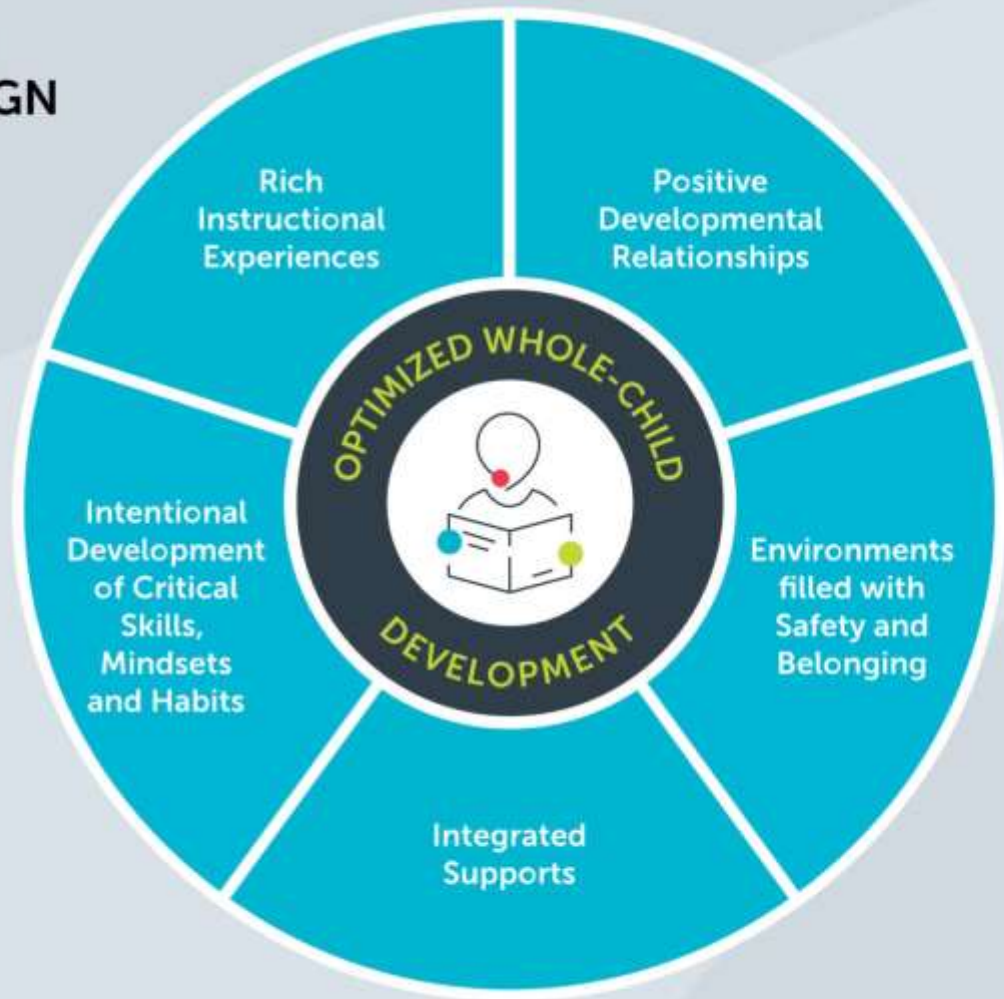 GN
Rich
Instructional
Experiences
Positive
Developmental
Relationships
OPTIMIZED WHOLE-CHILD
DEVELOPMENT
Intentional
Development
of Critical
Skills,
Mindsets
and Habits
Environments
filled with
Safety and
Belonging
Integrated
Supports